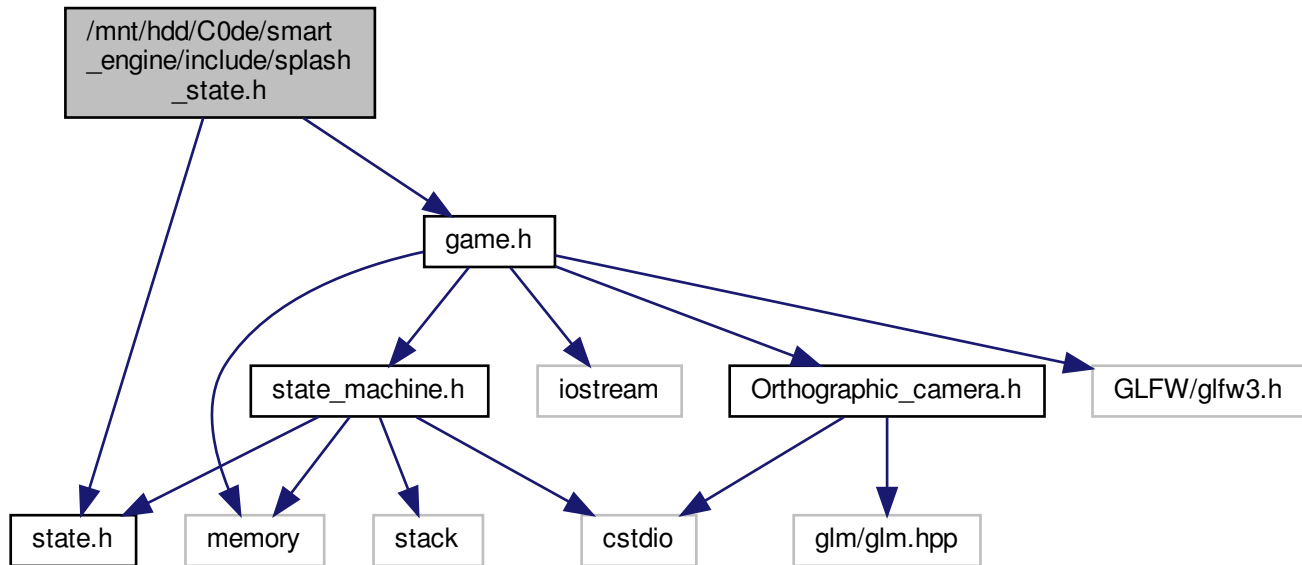 /mnt/hdd/C0de/smart
_engine/include/splash
_state.h
game.h
state_machine.h
iostream
Orthographic_camera.h
GLFW/glfw3.h
state.h
memory
stack
cstdio
glm/glm.hpp